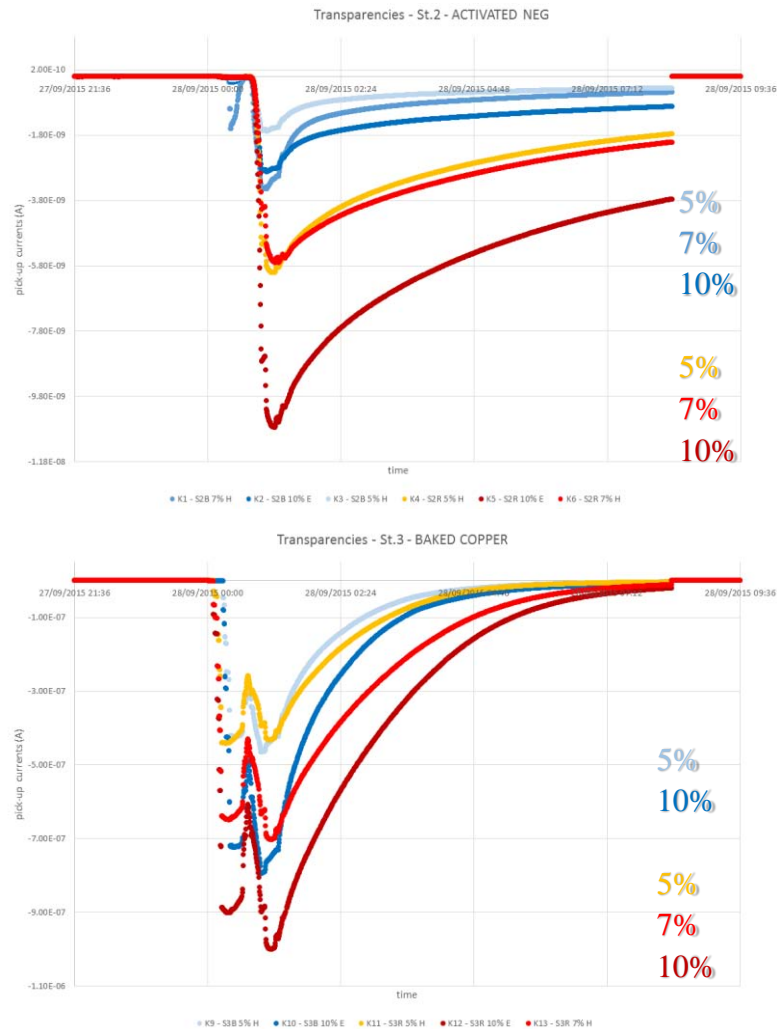 Transparencies - St.2 - ACTIVATED NEG
2.00E-10
27/09/2015 21:36 28/09/2015 00:00 28/09/2015 02:24 28/09/2015 04:48 28/09/2015 07:12 28/09/2015 09:36
-1.80E-09
-3.80E-09
5%
7%
pick-up currents (A)
-5.80E-09
10%
-7.80E-09
5%
-9.80E-09
7%
10%
-1.18E-08
time
K1 - S2B 7% H K2 - S2B 10% E K3 - S2B 5% H K4 - S2R 5% H K5 - S2R 10% E K6 - S2R 7% H
Transparencies - St.3 - BAKED COPPER
27/09/2015 21:36 28/09/2015 00:00 28/09/2015 02:24 28/09/2015 28/09/2015 09:36
-1.00E-07
-3.00E-07
pick-up currents (A)
-5.00E-07
5%
10%
-7.00E-07
5%
-9.00E-07
7%
10%
-1.10E-06
time
K9 - S3B 5% H K10 - S3B 10% E K11 - S3R 5% H K12 - S3R 10% E K13 - S3R 7% H